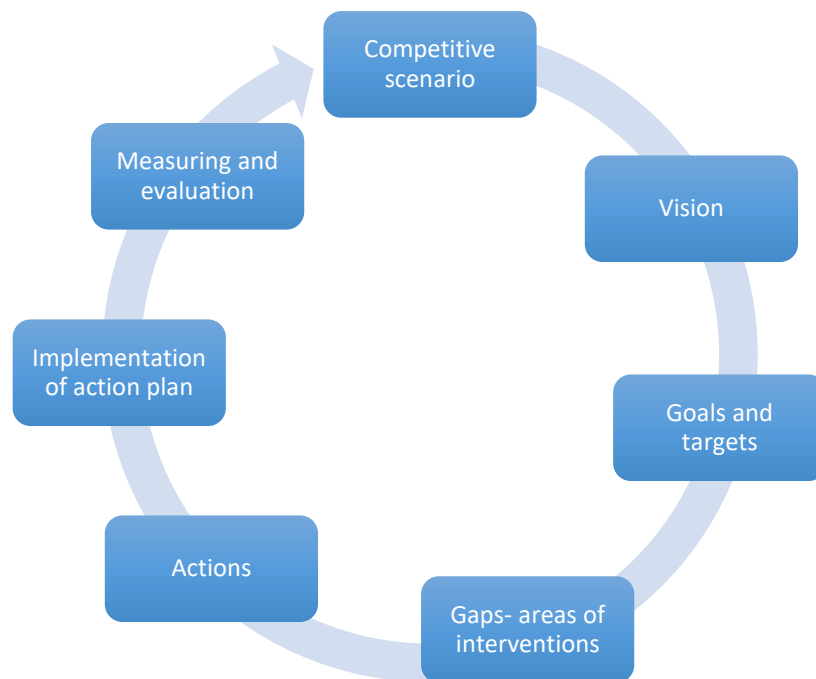 Competitive
scenario
Vision
Goals and
targets
Gaps- areas of
interventions
Actions
Implementation
of action plan
Measuring and
evaluation